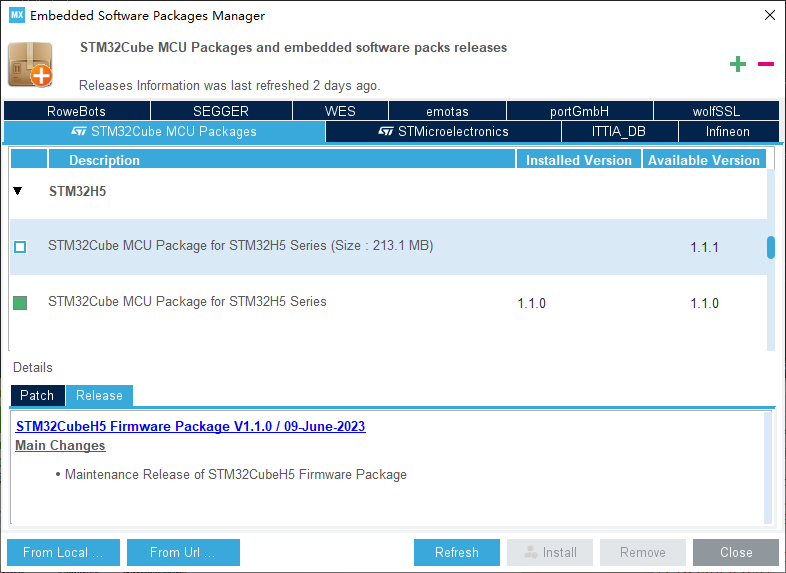 MX Embedded Software Packages Manager
STM32Cube MCU Packages and embedded software packs releases
Releases Information was last refreshed 2 days ago.
RoweBots SEGGER WES emotas portGmbH wolfSSL
STM32Cube MCU Packages STMicroelectronics ITTIA_DB Infineon
Description Installed Version Available Version
STM32H5
STM32Cube MCU Package for STM32H5 Series (Size : 213.1 MB) 1.1.1
STM32Cube MCU Package for STM32H5 Series 1.1.0 1.1.0
Details
Patch Release
STM32CubeH5 Firmware Package V1.1.0 / 09-June-2023
Main Changes
• Maintenance Release of STM32CubeH5 Firmware Package
From Local ... From Url ... Refresh Install Remove Close